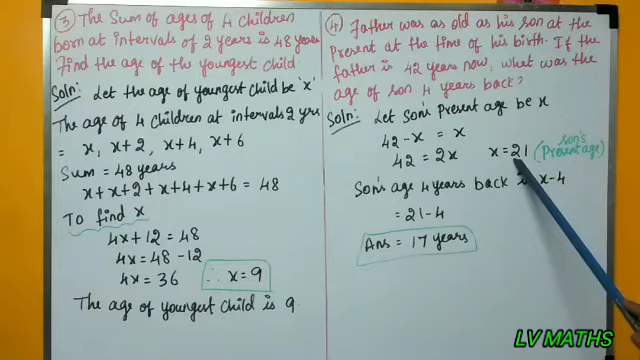 ③ The Sum of ages of 4 Children
born at intervals of 2 years is 48 years
Find the age of the youngest child.
Soln: Let the age of youngest child be 'x'
The age of 4 Children at intervals 2 yrs
= x, x+2, x+4, x+6
Sum = 48 years
x+x+2+x+4+x+6 = 48
To find x
4x+12 = 48
4x = 48-12
4x = 36 ∴ x=9
The age of youngest child is 9.
④ Father was as old as his son at the
Present at the time of his birth. If the
father is 42 years now, what was the
age of son 4 years back?
Soln: Let Son's Present age be x
42-x = x
42 = 2x x=21 (son's Present age)
Son's age 4 years back is x-4
= 21-4
Ans = 17 years
LV MATHS